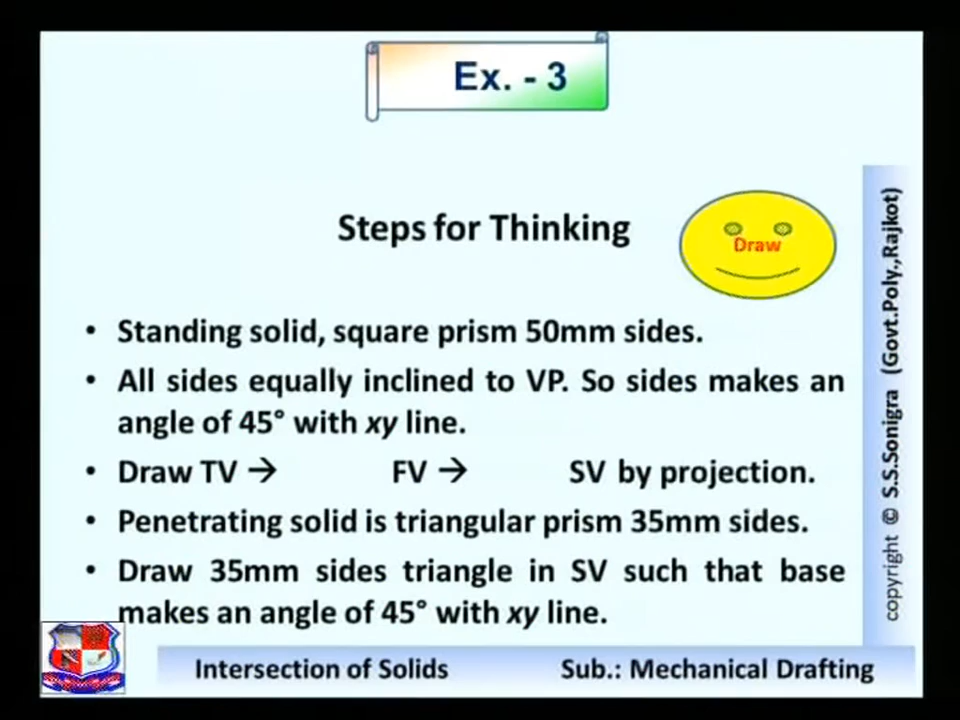 Ex. - 3
Steps for Thinking
Draw
• Standing solid, square prism 50mm sides.
• All sides equally inclined to VP. So sides makes an
angle of 45° with xy line.
• Draw TV → FV → SV by projection.
• Penetrating solid is triangular prism 35mm sides.
• Draw 35mm sides triangle in SV such that base
makes an angle of 45° with xy line.
copyright © S.S.Sonigra (Govt.Poly.,Rajkot)
Intersection of Solids Sub.: Mechanical Drafting